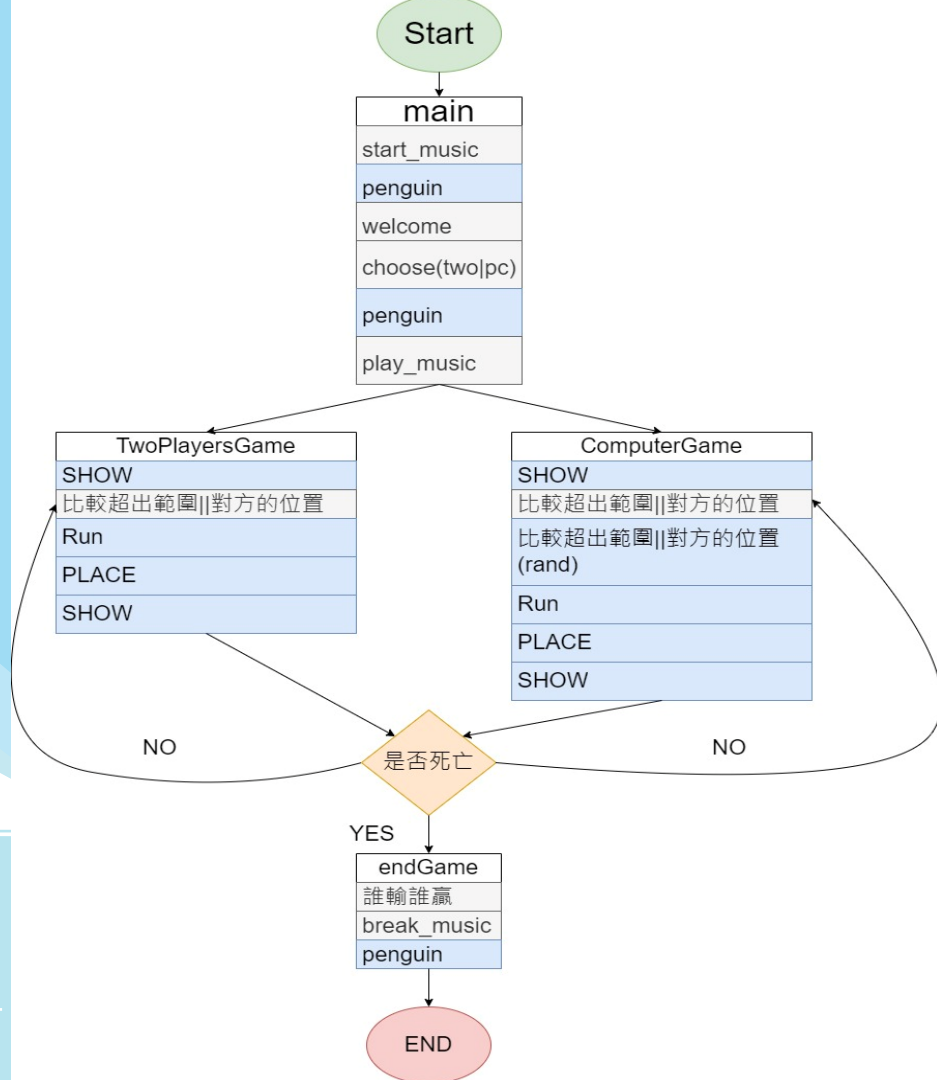 Start
main
start_music
penguin
welcome
choose(two|pc)
penguin
play_music
TwoPlayersGame
SHOW
比較超出範圍||對方的位置
Run
PLACE
SHOW
ComputerGame
SHOW
比較超出範圍||對方的位置
比較超出範圍||對方的位置
(rand)
Run
PLACE
SHOW
是否死亡
NO
NO
YES
endGame
誰輸誰贏
break_music
penguin
END